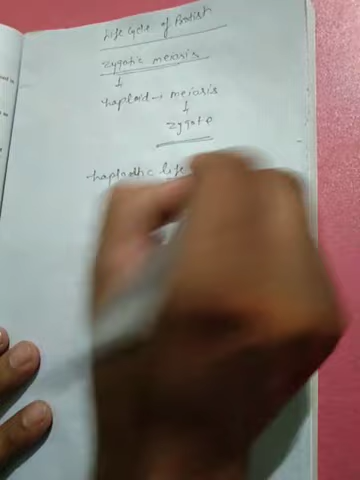 Life Cycle of Protist
Zygotic meiosis
↓
haploid → meiosis
↓
Zygote
haplontic life